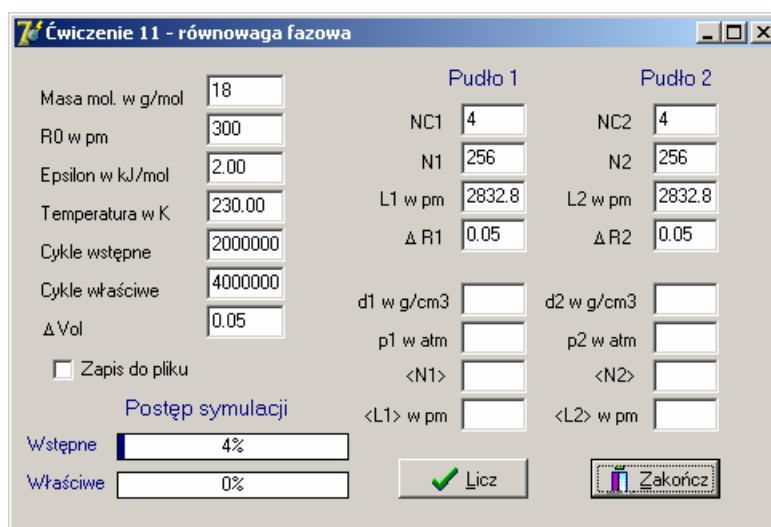 Ćwiczenie 11 - równowaga fazowa
Masa mol. w g/mol 18
R0 w pm 300
Epsilon w kJ/mol 2.00
Temperatura w K 230.00
Cykle wstępne 2000000
Cykle właściwe 4000000
Δ Vol 0.05
Zapis do pliku
Postęp symulacji
Wstępne 4%
Właściwe 0%
Pudło 1 Pudło 2
NC1 4 NC2 4
N1 256 N2 256
L1 w pm 2832.8 L2 w pm 2832.8
Δ R1 0.05 Δ R2 0.05
d1 w g/cm3 d2 w g/cm3
p1 w atm p2 w atm
<N1> <N2>
<L1> w pm <L2> w pm
Licz Zakończ